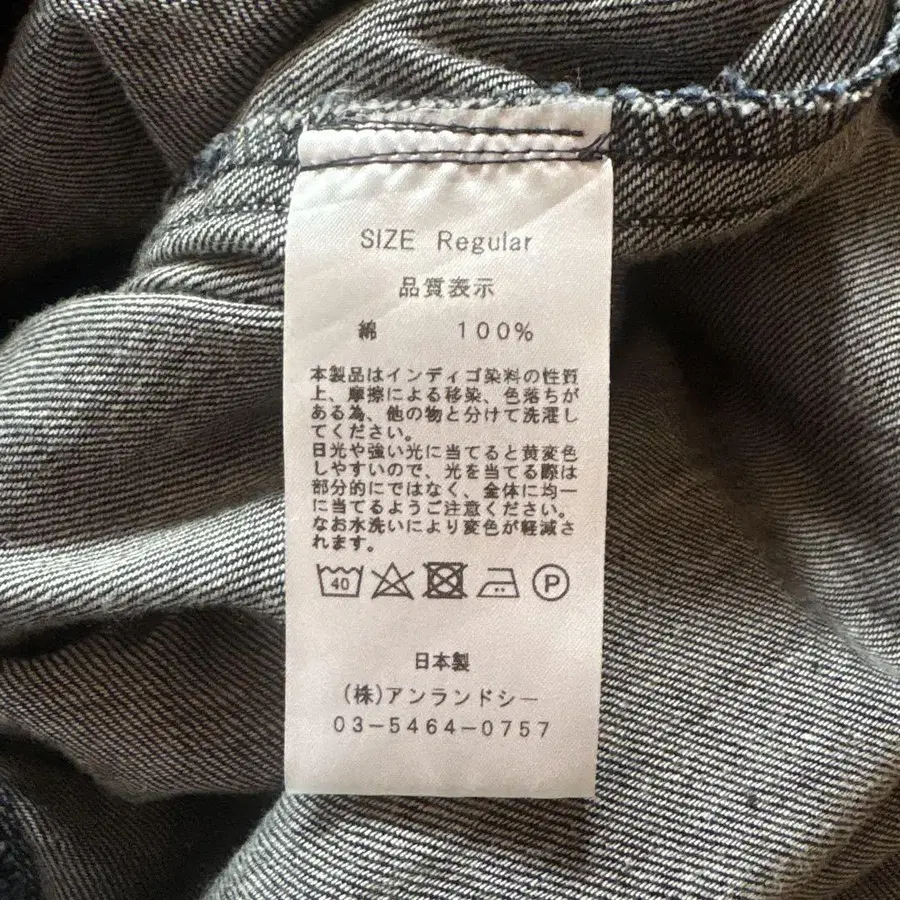 SIZE Regular
品質表示
綿 100%
本製品はインディゴ染料の性質
上、摩擦による移染、色落ちが
ある為、他の物と分けて洗濯し
てください。
日光や強い光に当てると黄変色
しやすいので、光を当てる際は
部分的にではなく、全体に均一
に当てるようご注意ください。
なお水洗いにより変色が軽減さ
れます。
40 P
日本製
(株)アンランドシー
03-5464-0757